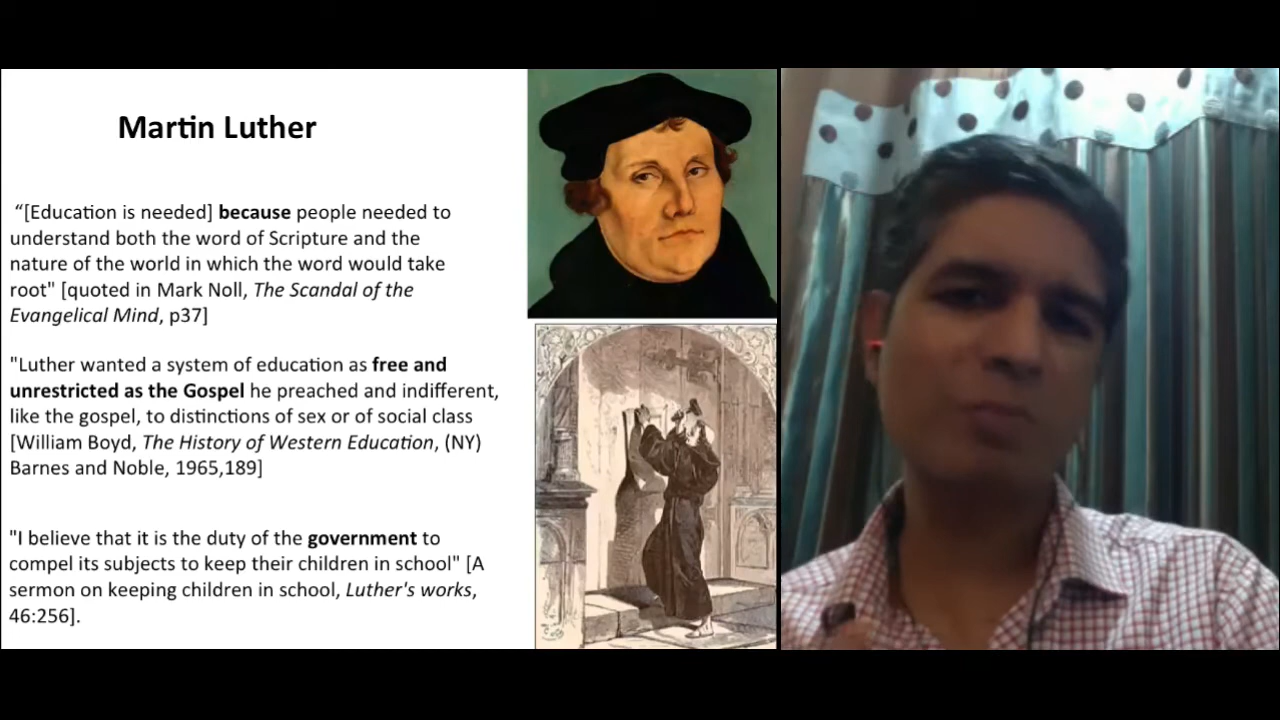 Martin Luther
“[Education is needed] because people needed to
understand both the word of Scripture and the
nature of the world in which the word would take
root" [quoted in Mark Noll, The Scandal of the
Evangelical Mind, p37]
"Luther wanted a system of education as free and
unrestricted as the Gospel he preached and indifferent,
like the gospel, to distinctions of sex or of social class
[William Boyd, The History of Western Education, (NY)
Barnes and Noble, 1965,189]
"I believe that it is the duty of the government to
compel its subjects to keep their children in school" [A
sermon on keeping children in school, Luther's works,
46:256].